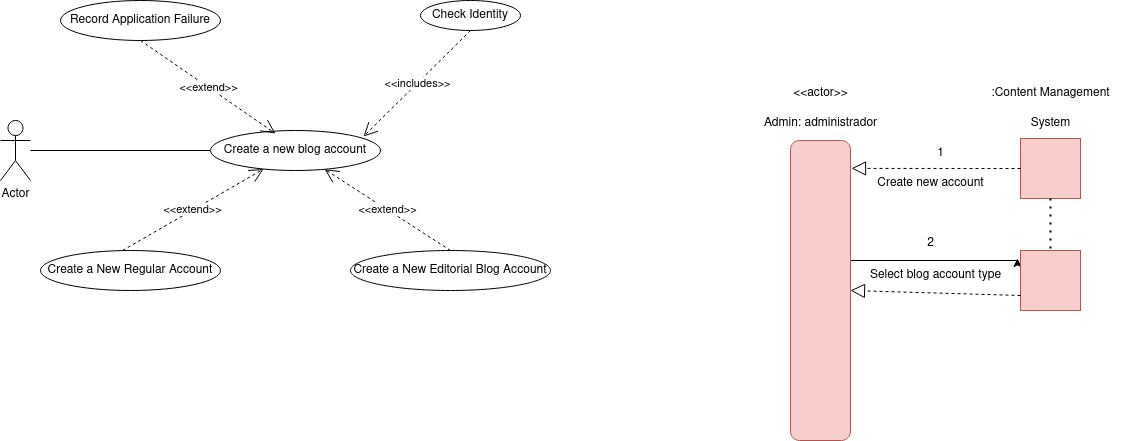 Record Application Failure
Check Identity
<<extend>>
<<includes>>
Create a new blog account
Actor
<<extend>>
<<extend>>
Create a New Regular Account
Create a New Editorial Blog Account
<<actor>>
:Content Management
Admin: administrador
System
1
Create new account
2
Select blog account type